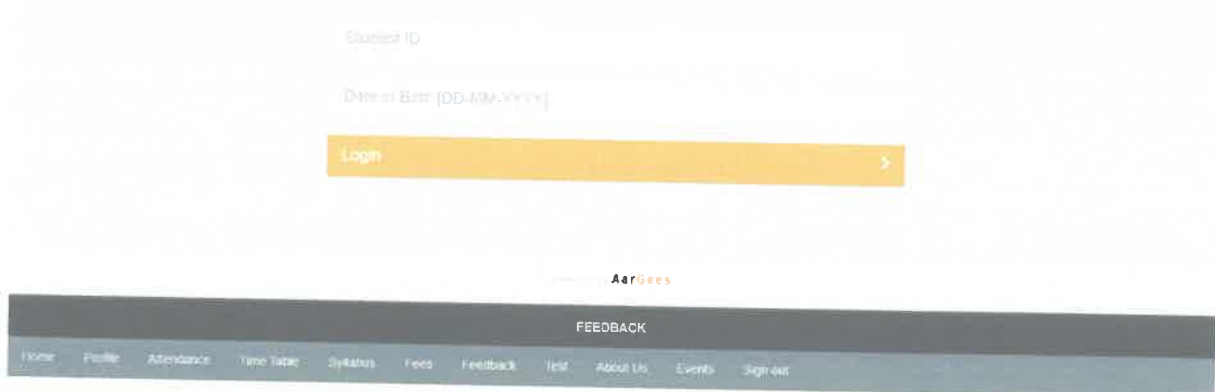 Student ID
Date of Birth [DD-MM-YYYY]
Login
AarGees
FEEDBACK
Home Profile Attendance Time Table Syllabus Fees Feedback Test About Us Events Sign out